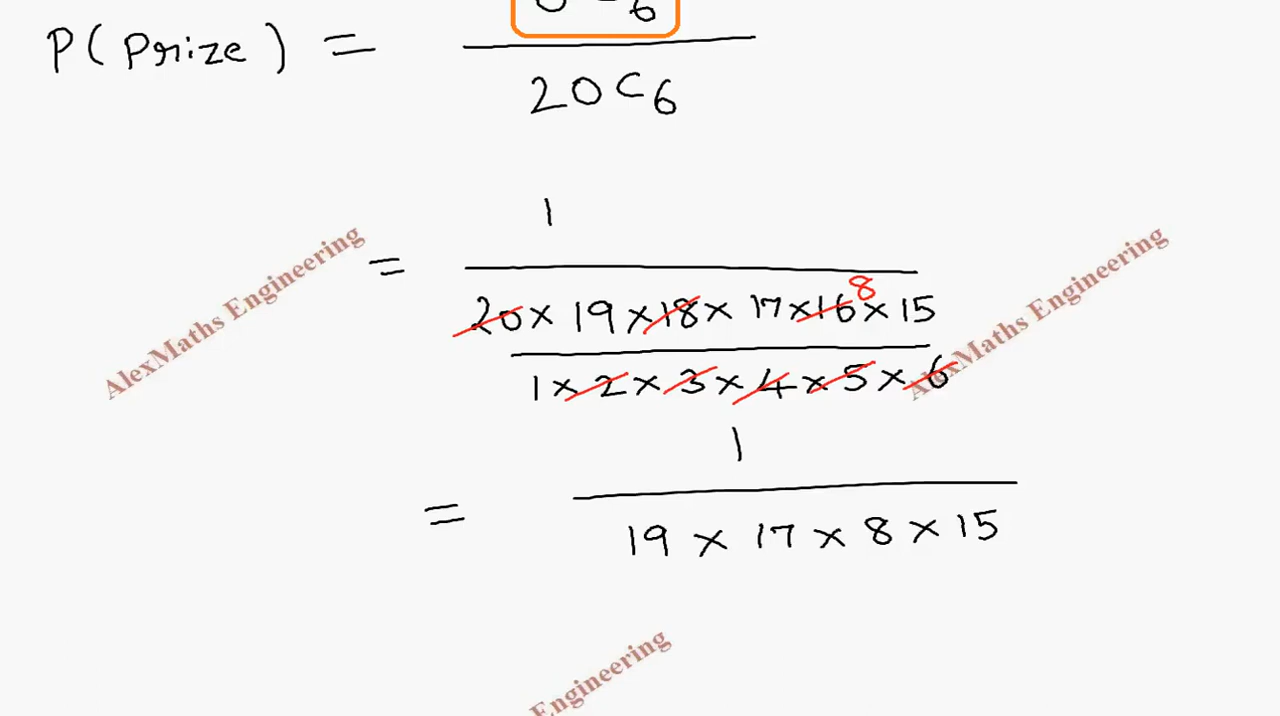 6
P(Prize) =
20C6
1
=
20 × 19 × 18 × 17 × 16 8 × 15
1 × 2 × 3 × 4 × 5 × 6
1
=
19 × 17 × 8 × 15
AlexMaths Engineering
AlexMaths Engineering
Engineering